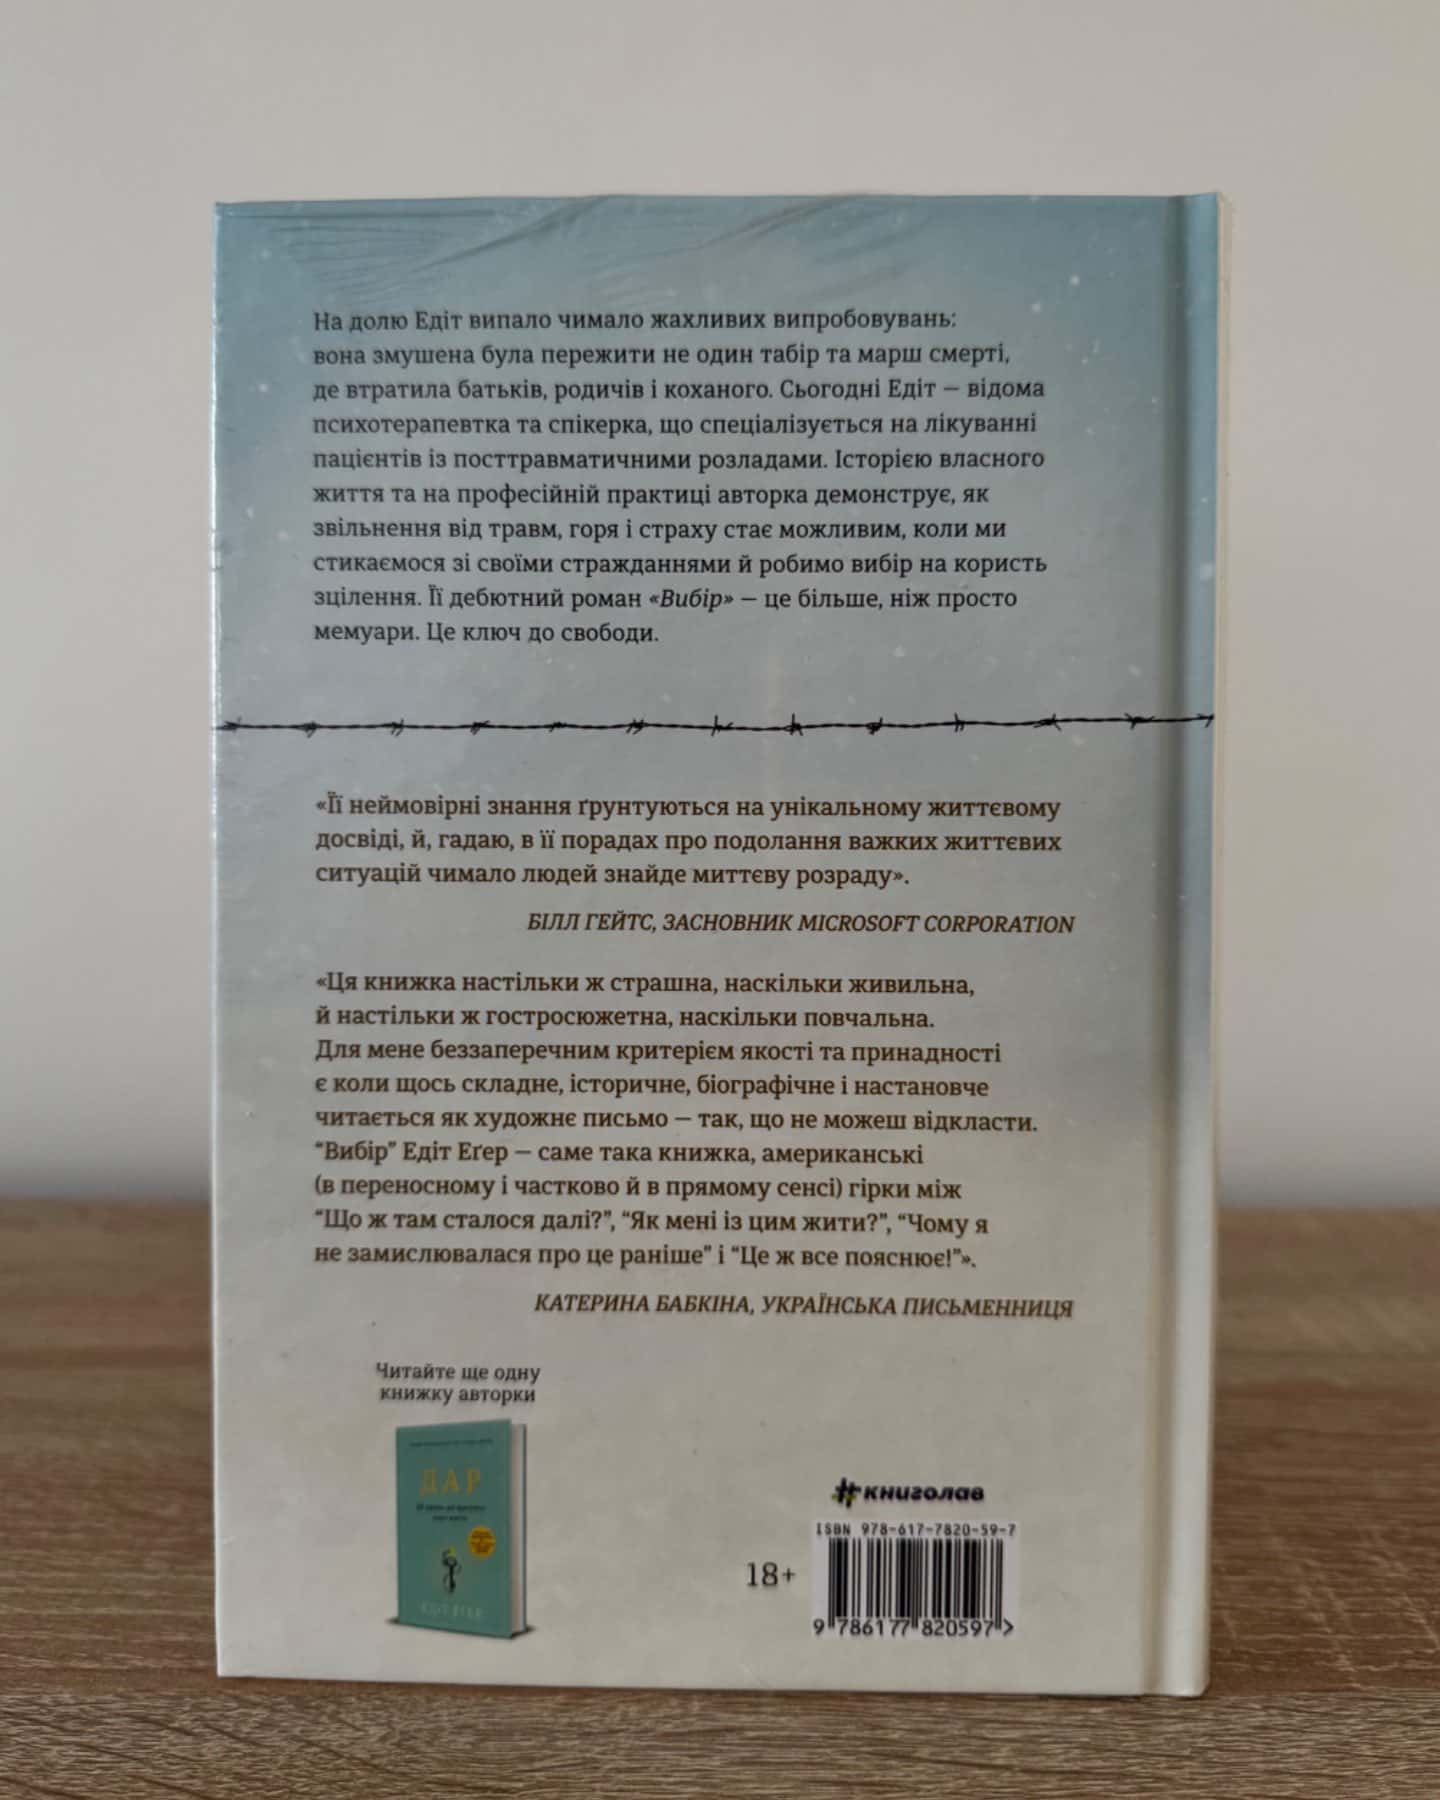 На долю Едіт випало чимало жахливих випробовувань:
вона змушена була пережити не один табір та марш смерті,
де втратила батьків, родичів і коханого. Сьогодні Едіт — відома
психотерапевтка та спікерка, що спеціалізується на лікуванні
пацієнтів із посттравматичними розладами. Історією власного
життя та на професійній практиці авторка демонструє, як
звільнення від травм, горя і страху стає можливим, коли ми
стикаємося зі своїми стражданнями й робимо вибір на користь
зцілення. Її дебютний роман «Вибір» — це більше, ніж просто
мемуари. Це ключ до свободи.
«Її неймовірні знання ґрунтуються на унікальному життєвому
досвіді, й, гадаю, в її порадах про подолання важких життєвих
ситуацій чимало людей знайде миттєву розраду».
БІЛЛ ГЕЙТС, ЗАСНОВНИК MICROSOFT CORPORATION
«Ця книжка настільки ж страшна, наскільки живильна,
й настільки ж гостросюжетна, наскільки повчальна.
Для мене беззаперечним критерієм якості та принадності
є коли щось складне, історичне, біографічне і настановче
читається як художнє письмо — так, що не можеш відкласти.
“Вибір” Едіт Еґер — саме така книжка, американські
(в переносному і частково й в прямому сенсі) гірки між
“Що ж там сталося далі?”, “Як мені із цим жити?”, “Чому я
не замислювалася про це раніше” і “Це ж все пояснює!”».
КАТЕРИНА БАБКІНА, УКРАЇНСЬКА ПИСЬМЕННИЦЯ
Читайте ще одну
книжку авторки
ДАР
ЕДІТ ЕҐЕР
#книголав
ISBN 978-617-7820-59-7
18+
9 786177 820597 >